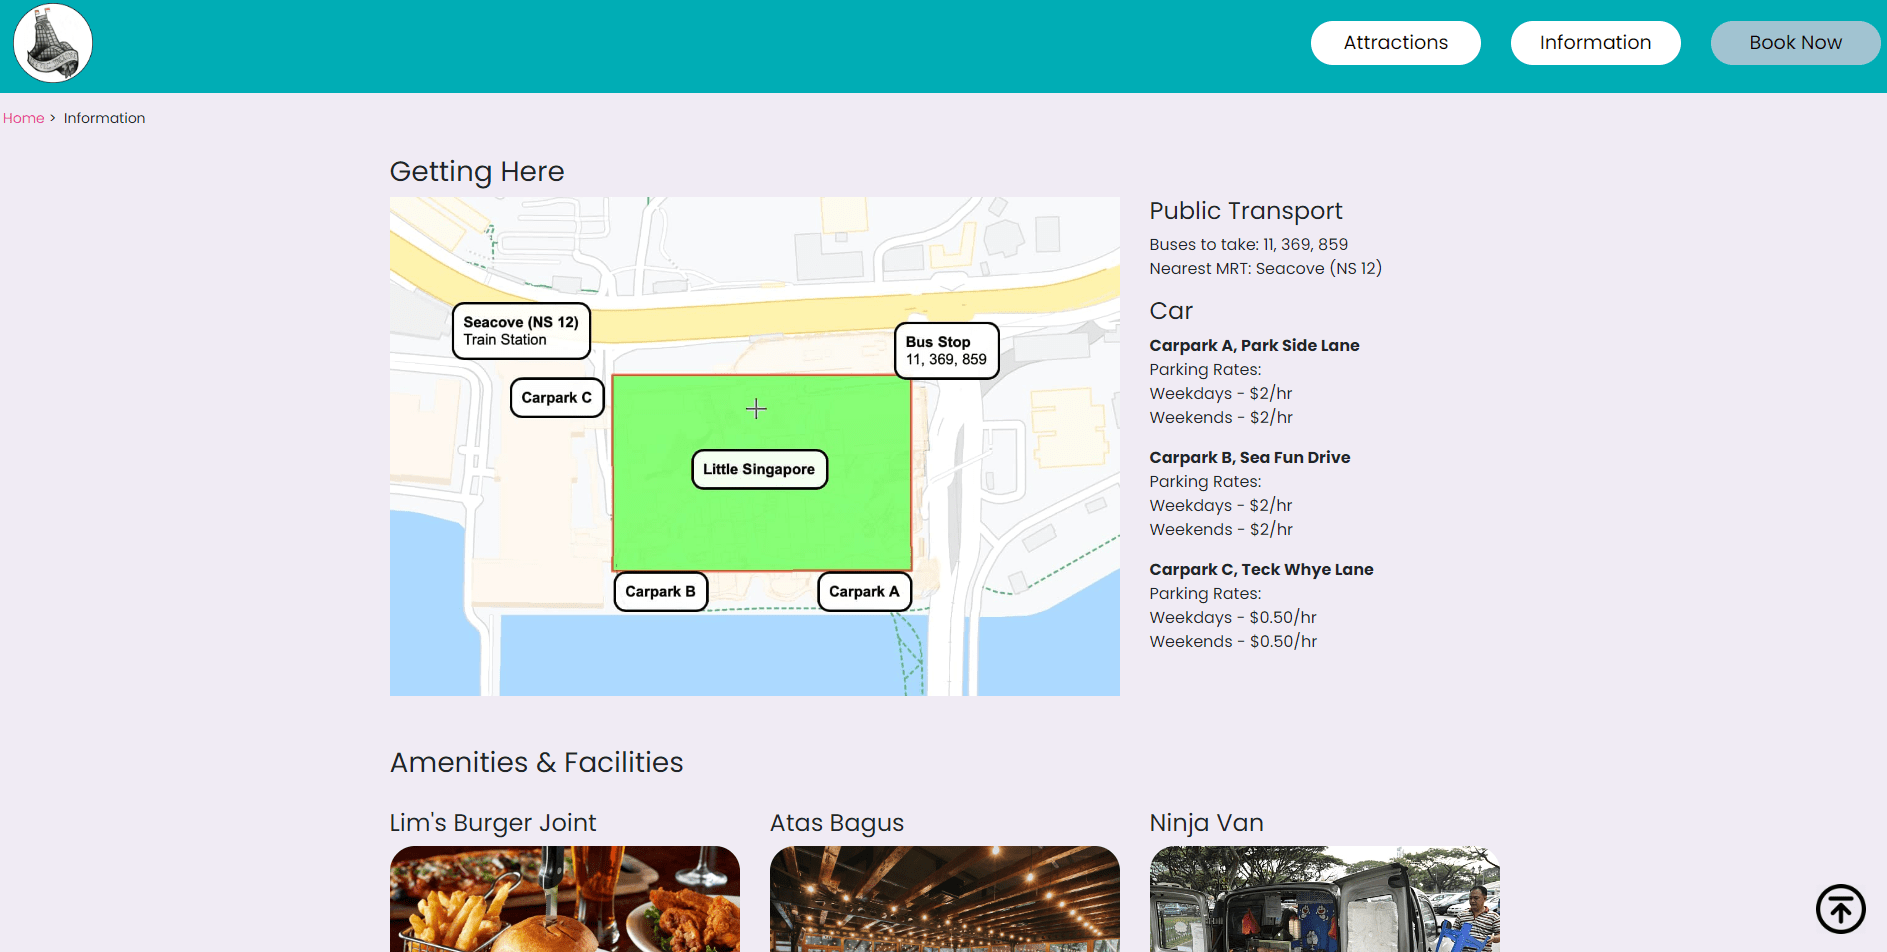 Attractions
Information
Book Now
Home > Information
Getting Here
Seacove (NS 12)
Train Station
Bus Stop
11, 369, 859
Carpark C
Little Singapore
Carpark B
Carpark A
Public Transport
Buses to take: 11, 369, 859
Nearest MRT: Seacove (NS 12)
Car
Carpark A, Park Side Lane
Parking Rates:
Weekdays - $2/hr
Weekends - $2/hr
Carpark B, Sea Fun Drive
Parking Rates:
Weekdays - $2/hr
Weekends - $2/hr
Carpark C, Teck Whye Lane
Parking Rates:
Weekdays - $0.50/hr
Weekends - $0.50/hr
Amenities & Facilities
Lim's Burger Joint
Atas Bagus
Ninja Van